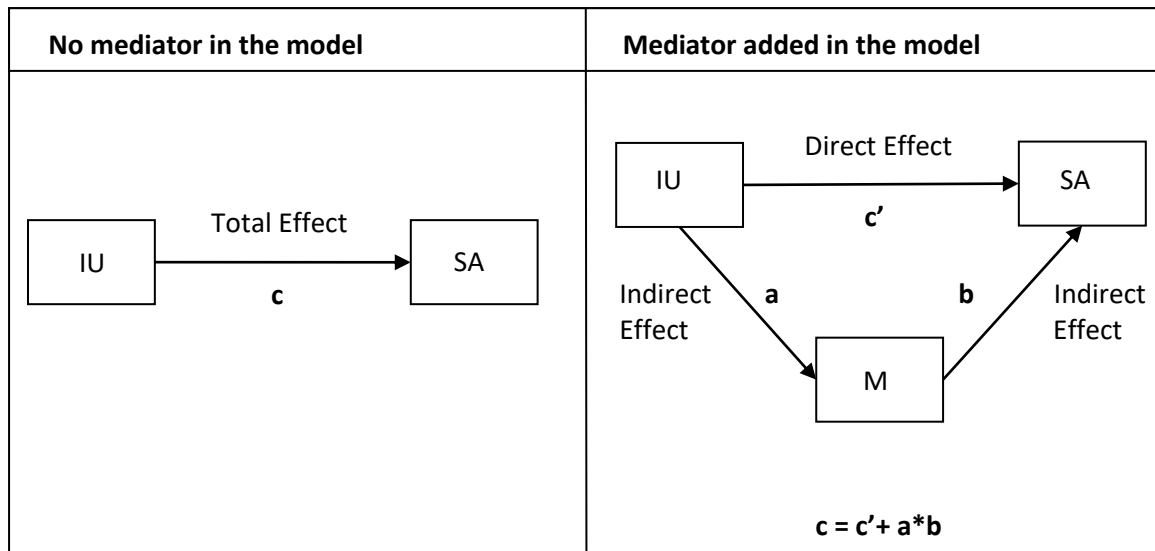 No mediator in the model
Total Effect
IU
SA
c
Mediator added in the model
Direct Effect
IU
SA
c’
Indirect
Effect
a
b
Indirect
Effect
M
c = c’+ a*b